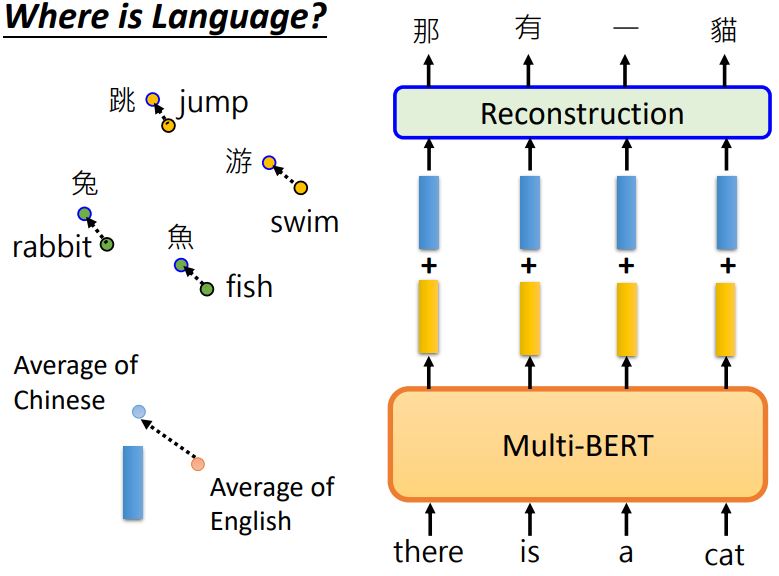 Where is Language?
跳 jump
游
swim
兔
rabbit
魚
fish
Average of
Chinese
Average of
English
那 有 一 貓
Reconstruction
+ + + +
Multi-BERT
there is a cat